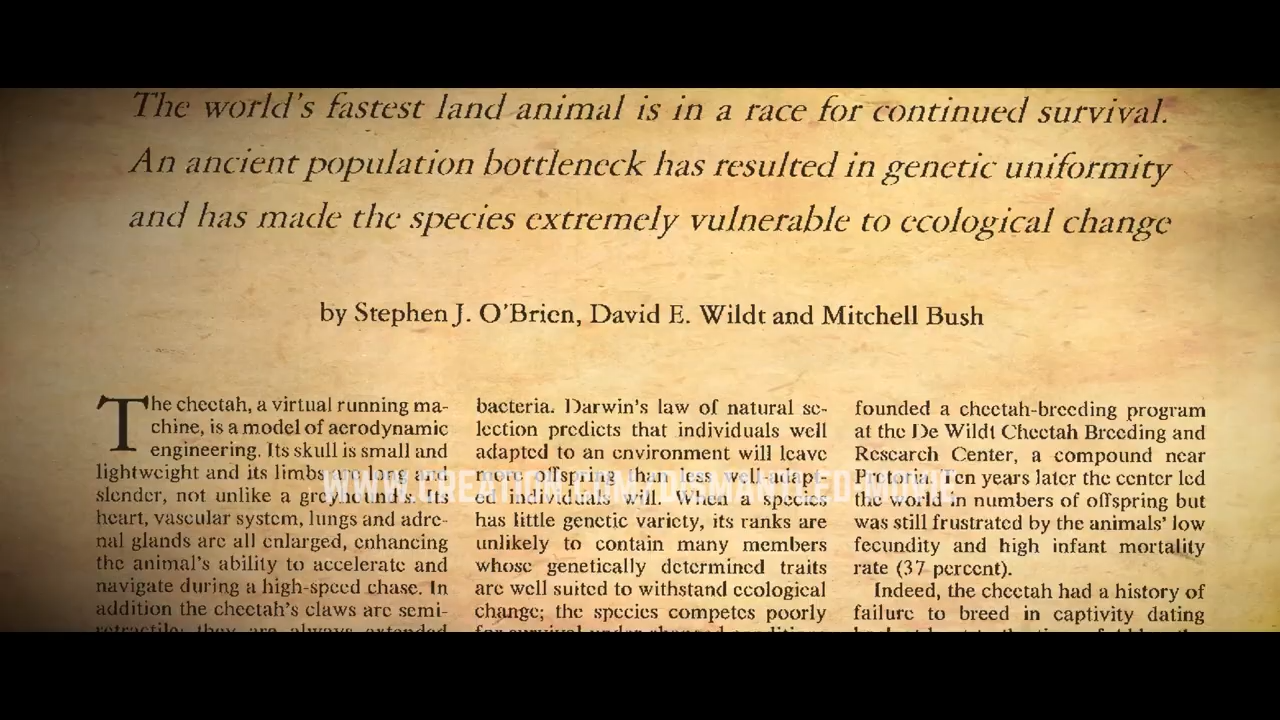 The world's fastest land animal is in a race for continued survival.
An ancient population bottleneck has resulted in genetic uniformity
and has made the species extremely vulnerable to ecological change
by Stephen J. O'Brien, David E. Wildt and Mitchell Bush
The cheetah, a virtual running ma-
chine, is a model of aerodynamic
engineering. Its skull is small and
lightweight and its limbs are long and
slender, not unlike a greyhound's. Its
heart, vascular system, lungs and adre-
nal glands are all enlarged, enhancing
the animal's ability to accelerate and
navigate during a high-speed chase. In
addition the cheetah's claws are semi-
retractile; they are always extended
bacteria. Darwin's law of natural se-
lection predicts that individuals well
adapted to an environment will leave
more offspring than less well-adapt-
ed individuals will. When a species
has little genetic variety, its ranks are
unlikely to contain many members
whose genetically determined traits
are well suited to withstand ecological
change; the species competes poorly
for survival under changed conditions
founded a cheetah-breeding program
at the De Wildt Cheetah Breeding and
Research Center, a compound near
Pretoria. Ten years later the center led
the world in numbers of offspring but
was still frustrated by the animals' low
fecundity and high infant mortality
rate (37 percent).
Indeed, the cheetah had a history of
failure to breed in captivity dating